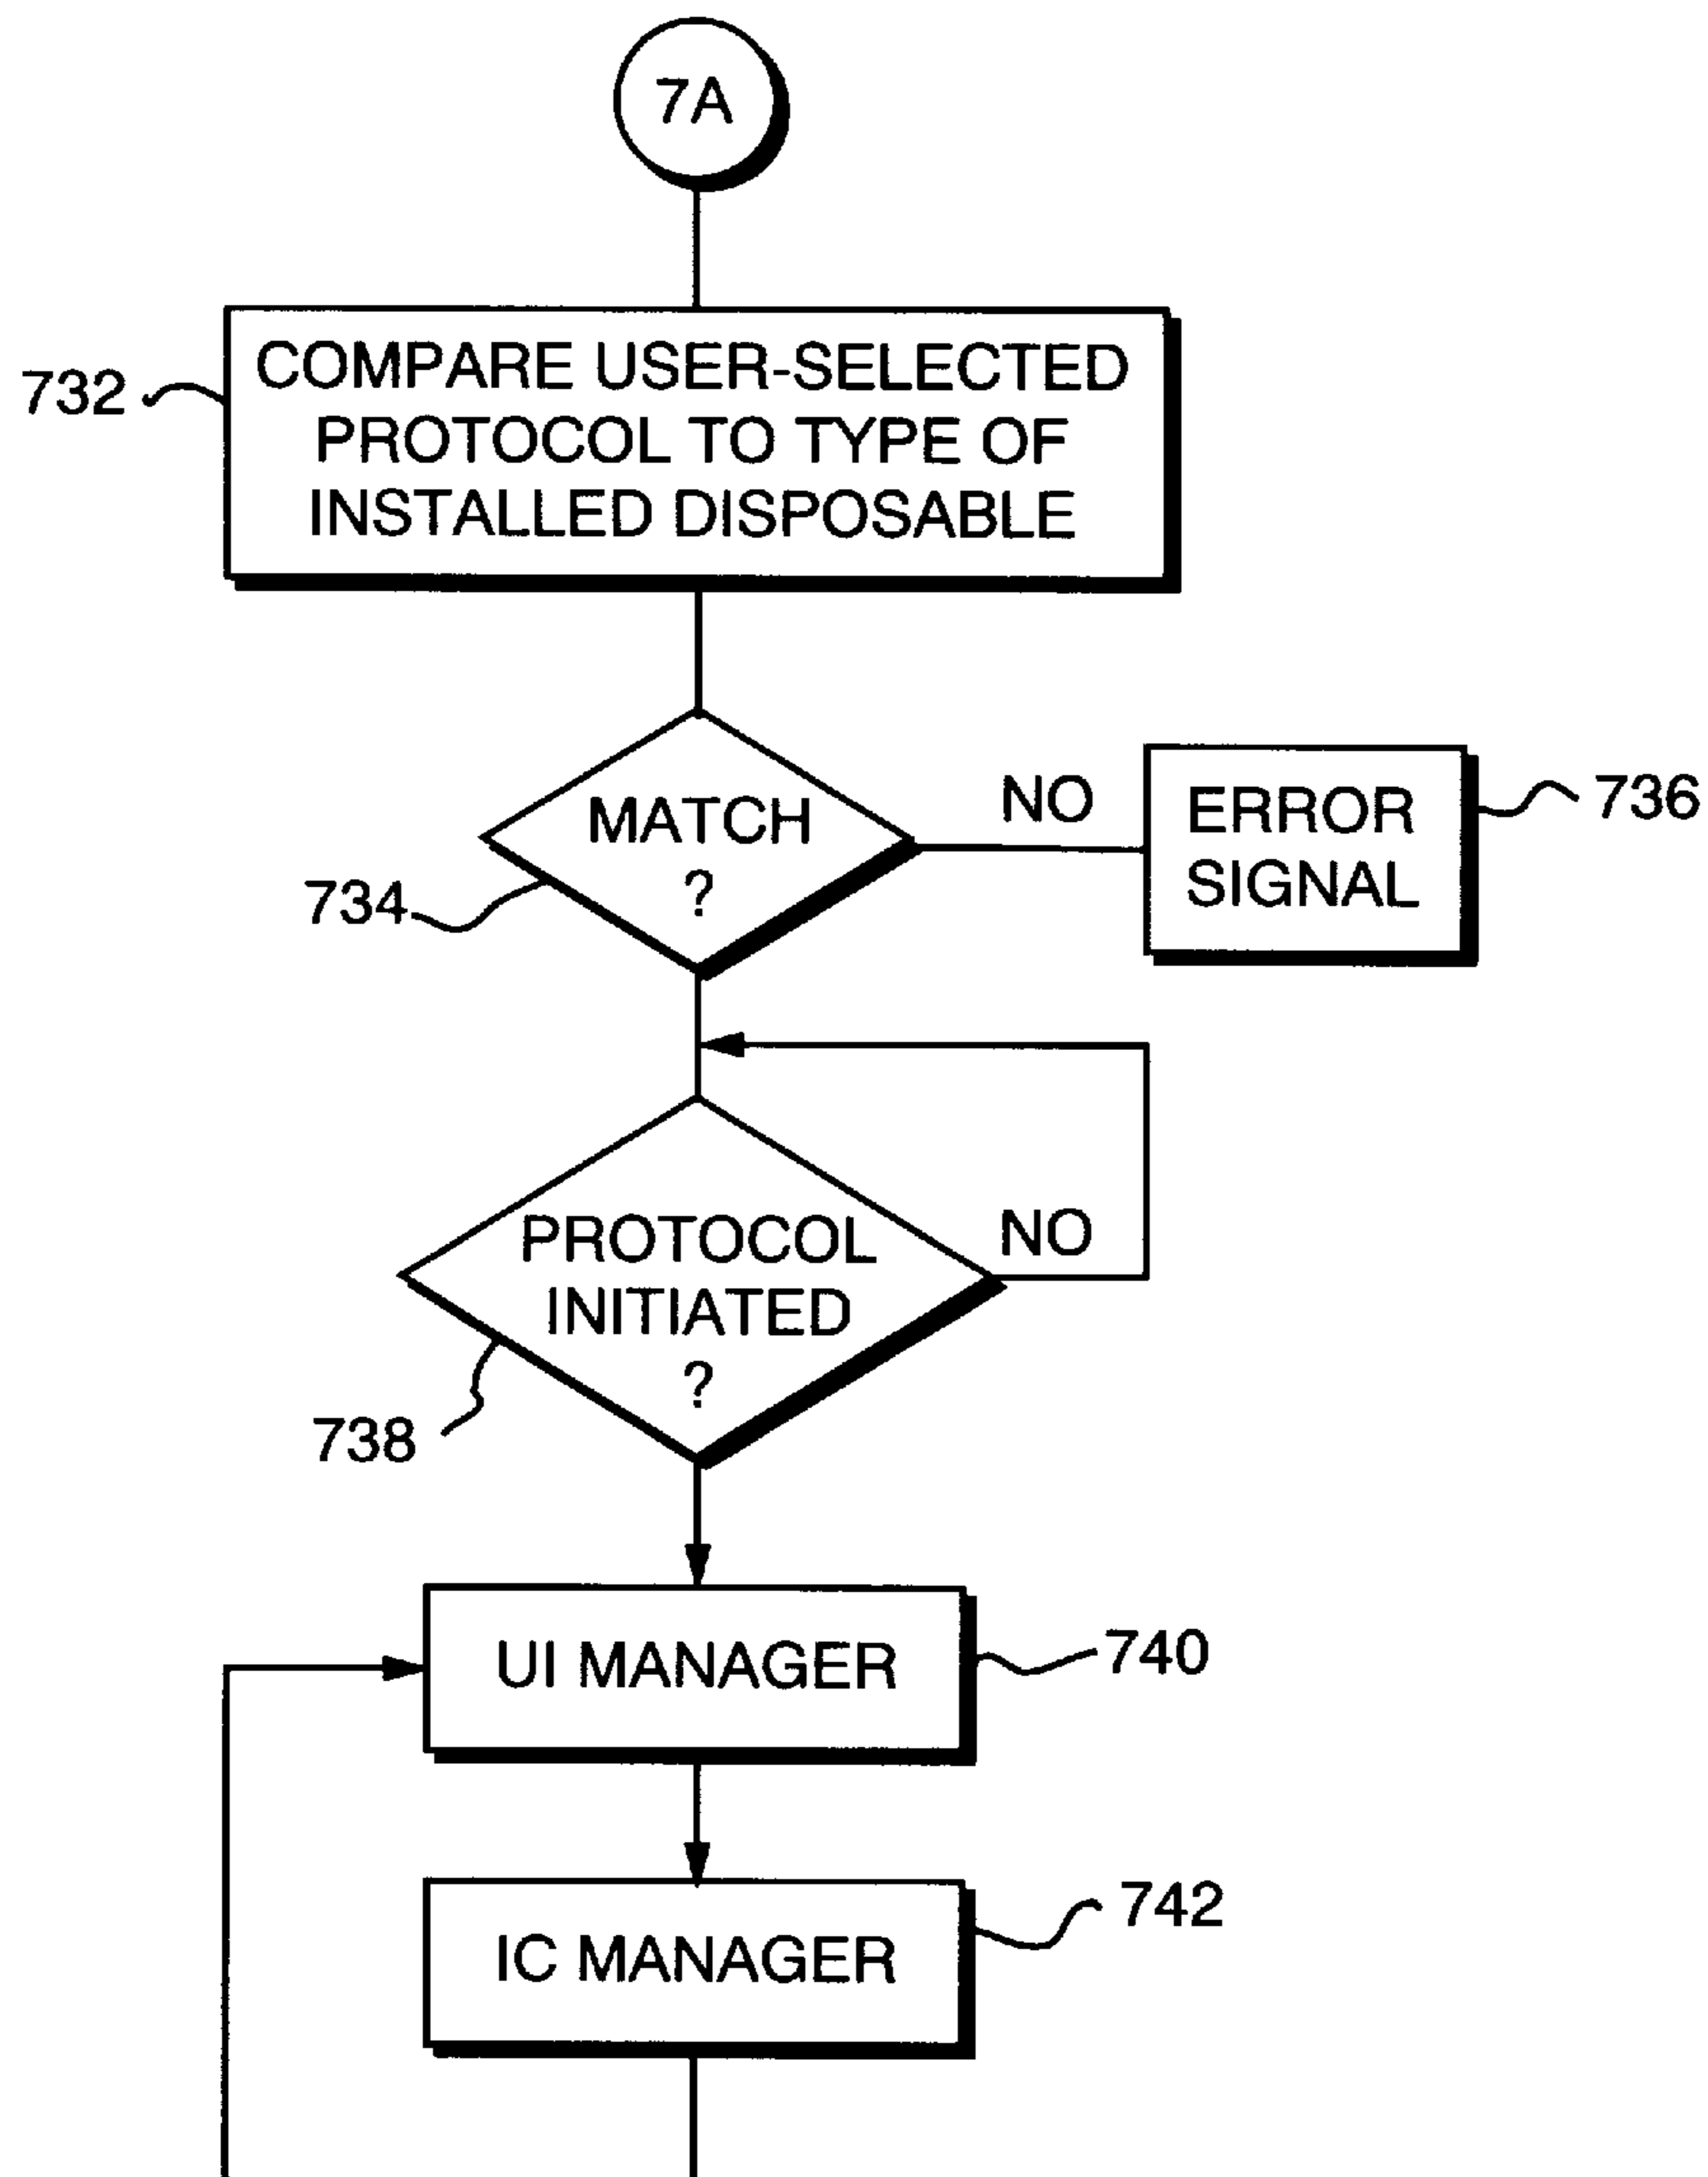 7A
732
COMPARE USER-SELECTED
PROTOCOL TO TYPE OF
INSTALLED DISPOSABLE
MATCH
?
734
NO
ERROR
SIGNAL
736
PROTOCOL
INITIATED
?
NO
738
UI MANAGER
740
IC MANAGER
742